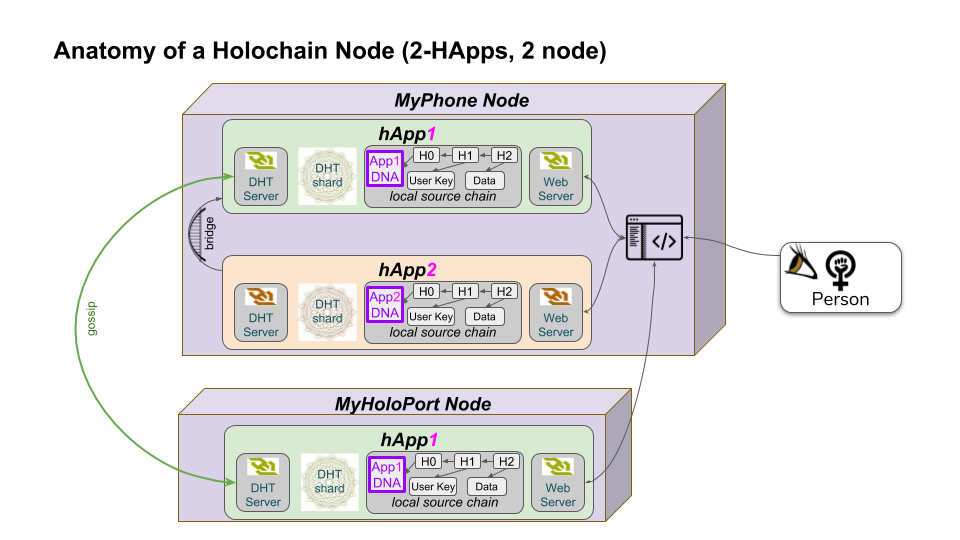 Anatomy of a Holochain Node (2-HApps, 2 node)
MyPhone Node
hApp1
DHT
Server
DHT
shard
App1
DNA
H0
H1
H2
User Key
Data
local source chain
Web
Server
bridge
hApp2
DHT
Server
DHT
shard
App2
DNA
H0
H1
H2
User Key
Data
local source chain
Web
Server
</>
Person
gossip
MyHoloPort Node
hApp1
DHT
Server
DHT
shard
App1
DNA
H0
H1
H2
User Key
Data
local source chain
Web
Server